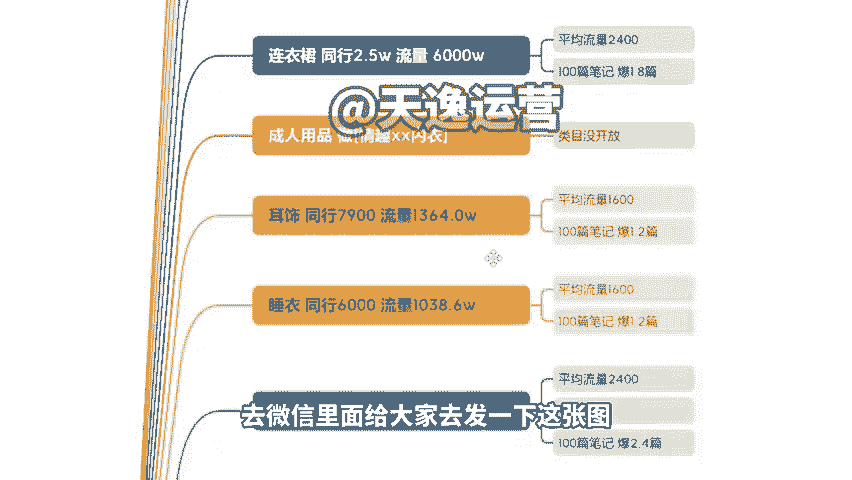 连衣裙 同行2.5w 流量 6000w
平均流量2400
100篇笔记 爆1.8篇
@天逸运营
成人用品 做[情趣xx内衣]
类目没开放
耳饰 同行7900 流量1364.0w
平均流量1600
100篇笔记 爆1.2篇
睡衣 同行6000 流量1038.6w
平均流量1600
100篇笔记 爆1.2篇
平均流量2400
去微信里面给大家去发一下这张图
100篇笔记 爆2.4篇